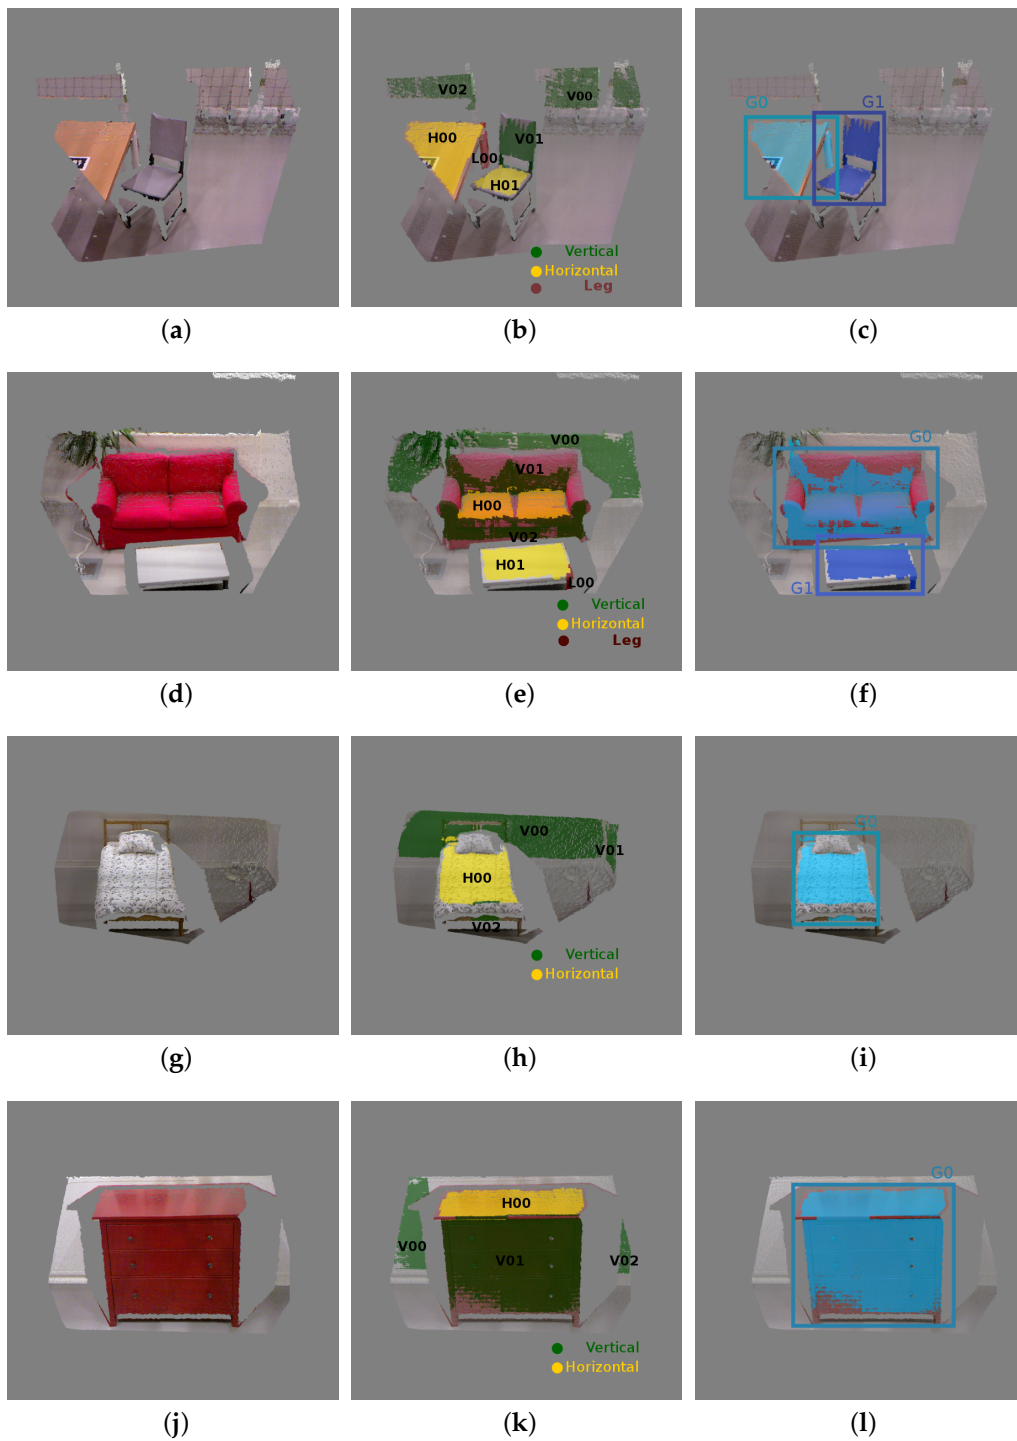 V02
V00
H00
V01
L00
H01
Vertical
Horizontal
Leg
G0
G1
(a)
(b)
(c)
V00
V01
H00
V02
H01
L00
Vertical
Horizontal
Leg
G0
G1
(d)
(e)
(f)
V00
V01
H00
V02
Vertical
Horizontal
G0
(g)
(h)
(i)
H00
V00
V01
V02
Vertical
Horizontal
G0
(j)
(k)
(l)